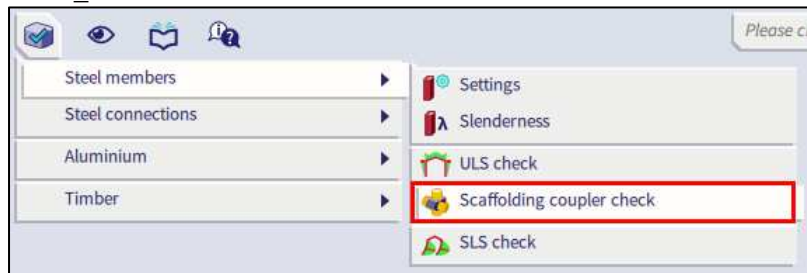 Please c
Steel members
Steel connections
Aluminium
Timber
Settings
λ Slenderness
ULS check
Scaffolding coupler check
SLS check